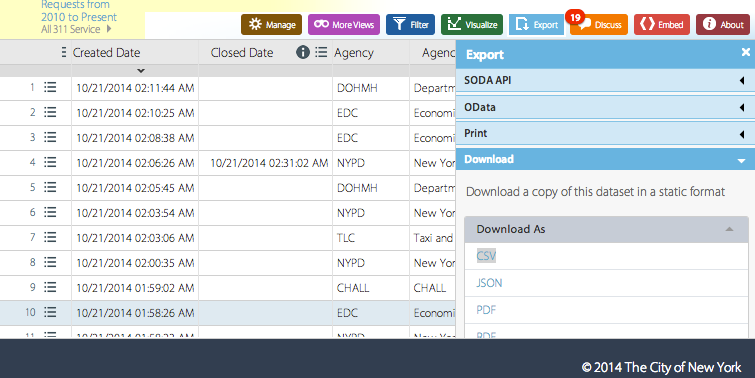 Requests from
2010 to Present
All 311 Service
Manage
More Views
Filter
Visualize
Export
19
Discuss
Embed
About
Created Date Closed Date Agency Agenc
1 10/21/2014 02:11:44 AM DOHMH Departm
2 10/21/2014 02:10:25 AM EDC Economi
3 10/21/2014 02:08:38 AM EDC Economi
4 10/21/2014 02:06:26 AM 10/21/2014 02:31:02 AM NYPD New Yor
5 10/21/2014 02:05:45 AM DOHMH Departm
6 10/21/2014 02:03:54 AM NYPD New Yor
7 10/21/2014 02:03:06 AM TLC Taxi and
8 10/21/2014 02:00:35 AM NYPD New Yor
9 10/21/2014 01:59:02 AM CHALL CHALL
10 10/21/2014 01:58:26 AM EDC Economi
11 10/21/2014 NYPD New Yor
Export
SODA API
OData
Print
Download
Download a copy of this dataset in a static format
Download As
CSV
JSON
PDF
RDF
© 2014 The City of New York